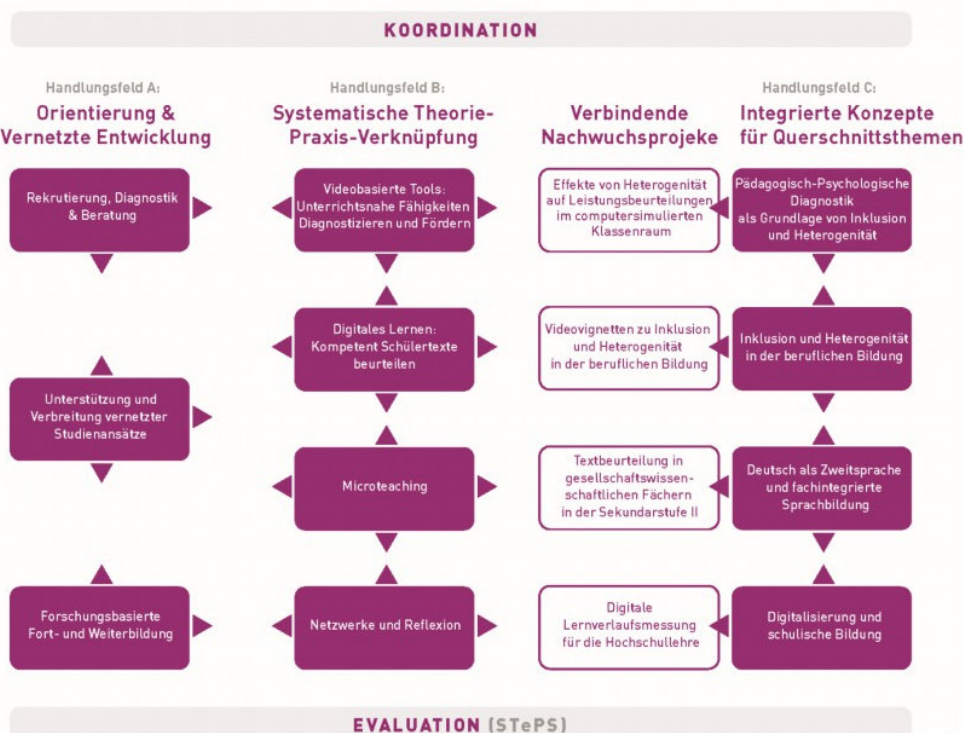 KOORDINATION
Handlungsfeld A:
Orientierung &
Vernetzte Entwicklung
Rekrutierung, Diagnostik
& Beratung
Unterstützung und
Verbreitung vernetzter
Studienansätze
Forschungsbasierte
Fort- und Weiterbildung
Handlungsfeld B:
Systematische Theorie-
Praxis-Verknüpfung
Videobasierte Tools:
Unterrichtsnahe Fähigkeiten
Diagnostizieren und Fördern
Digitales Lernen:
Kompetent Schülertexte
beurteilen
Microteaching
Netzwerke und Reflexion
Verbindende
Nachwuchsprojeke
Effekte von Heterogenität
auf Leistungsbeurteilungen
im computersimulierten
Klassenraum
Videovignetten zu Inklusion
und Heterogenität
in der beruflichen Bildung
Textbeurteilung in
gesellschaftswissen-
schaftlichen Fächern
in der Sekundarstufe II
Digitale
Lernverlaufsmessung
für die Hochschullehre
Handlungsfeld C:
Integrierte Konzepte
für Querschnittsthemen
Pädagogisch-Psychologische
Diagnostik
als Grundlage von Inklusion
und Heterogenität
Inklusion und Heterogenität
in der beruflichen Bildung
Deutsch als Zweitsprache
und fachintegrierte
Sprachbildung
Digitalisierung und
schulische Bildung
EVALUATION (STePS)